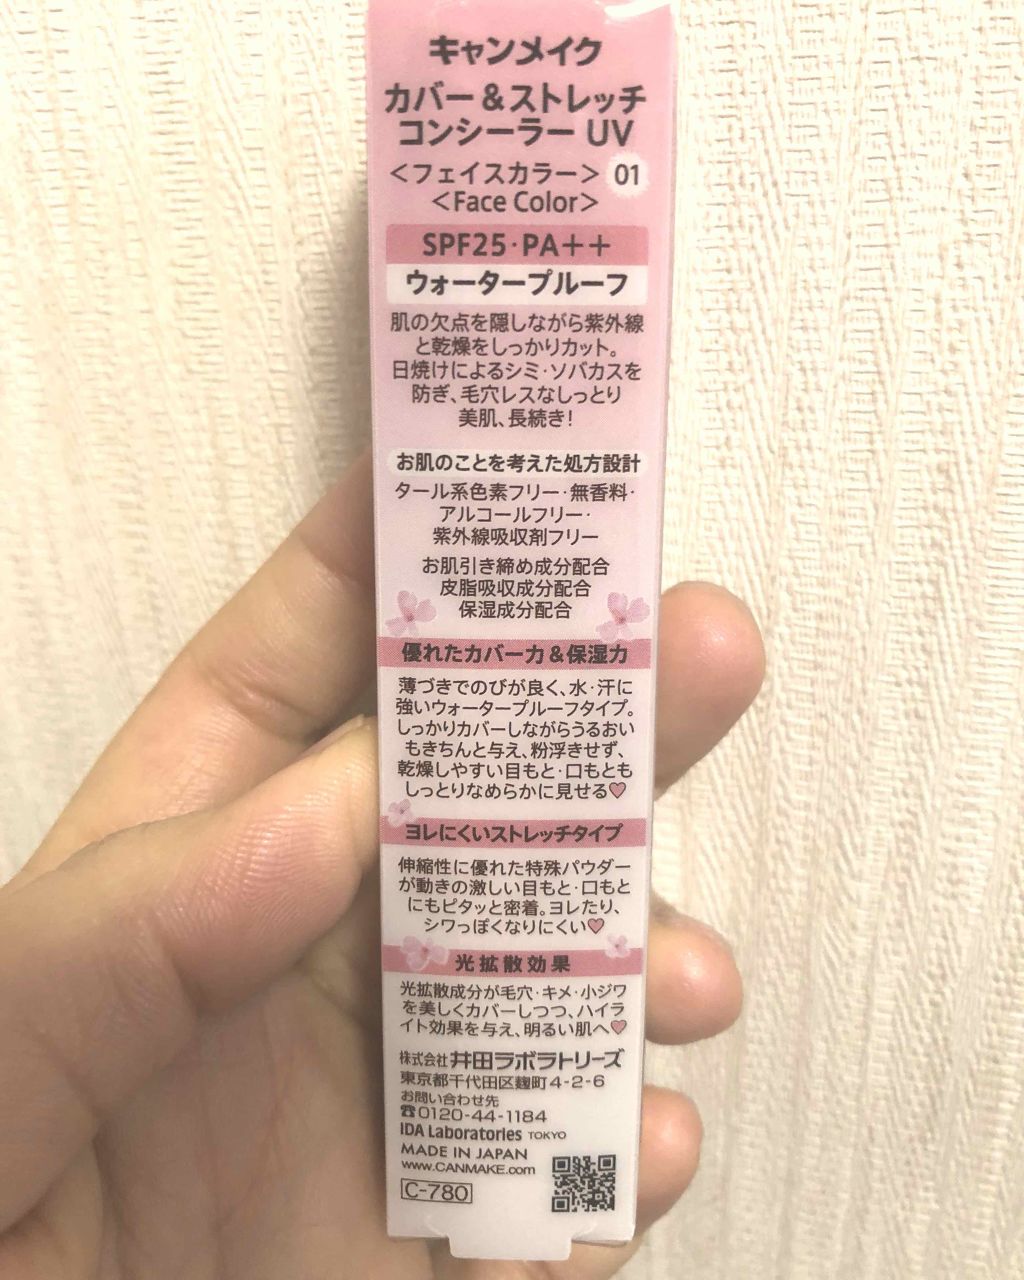 キャンメイク
カバー＆ストレッチ
コンシーラー UV
＜フェイスカラー＞ 01
＜Face Color＞
SPF25・PA＋＋
ウォータープルーフ
肌の欠点を隠しながら紫外線
と乾燥をしっかりカット。
日焼けによるシミ・ソバカスを
防ぎ、毛穴レスなしっとり
美肌、長続き！
お肌のことを考えた処方設計
タール系色素フリー・無香料・
アルコールフリー・
紫外線吸収剤フリー
お肌引き締め成分配合
皮脂吸収成分配合
保湿成分配合
優れたカバー力＆保湿力
薄づきでのびが良く、水・汗に
強いウォータープルーフタイプ。
しっかりカバーしながらうるおい
もきちんと与え、粉浮きせず、
乾燥しやすい目もと・口もとも
しっとりなめらかに見せる♥
ヨレにくいストレッチタイプ
伸縮性に優れた特殊パウダー
が動きの激しい目もと・口もと
にもピタッと密着。ヨレたり、
シワっぽくなりにくい♥
光拡散効果
光拡散成分が毛穴・キメ・小ジワ
を美しくカバーしつつ、ハイラ
イト効果を与え、明るい肌へ♥
株式会社 井田ラボラトリーズ
東京都千代田区麹町4-2-6
お問い合わせ先
☎0120-44-1184
IDA Laboratories TOKYO
MADE IN JAPAN
www.CANMAKE.com
C-780